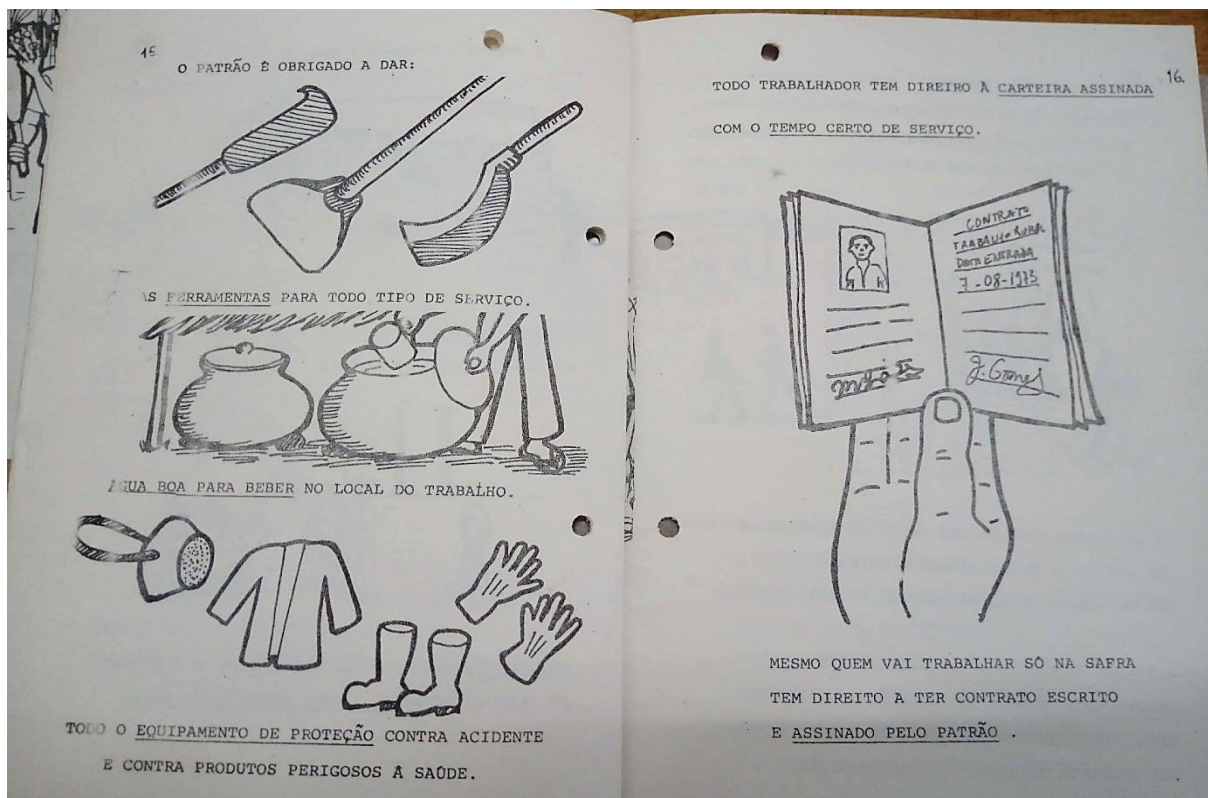 15
O PATRÃO É OBRIGADO A DAR:
AS FERRAMENTAS PARA TODO TIPO DE SERVIÇO.
ÁGUA BOA PARA BEBER NO LOCAL DO TRABALHO.
TODO O EQUIPAMENTO DE PROTEÇÃO CONTRA ACIDENTE
E CONTRA PRODUTOS PERIGOSOS À SAÚDE.
16.
TODO TRABALHADOR TEM DIREIRO À CARTEIRA ASSINADA
COM O TEMPO CERTO DE SERVIÇO.
CONTRATO
TRABALHO RURAL
DATA ENTRADA
7-08-1973
J. Gomes
MESMO QUEM VAI TRABALHAR SÓ NA SAFRA
TEM DIREITO A TER CONTRATO ESCRITO
E ASSINADO PELO PATRÃO .